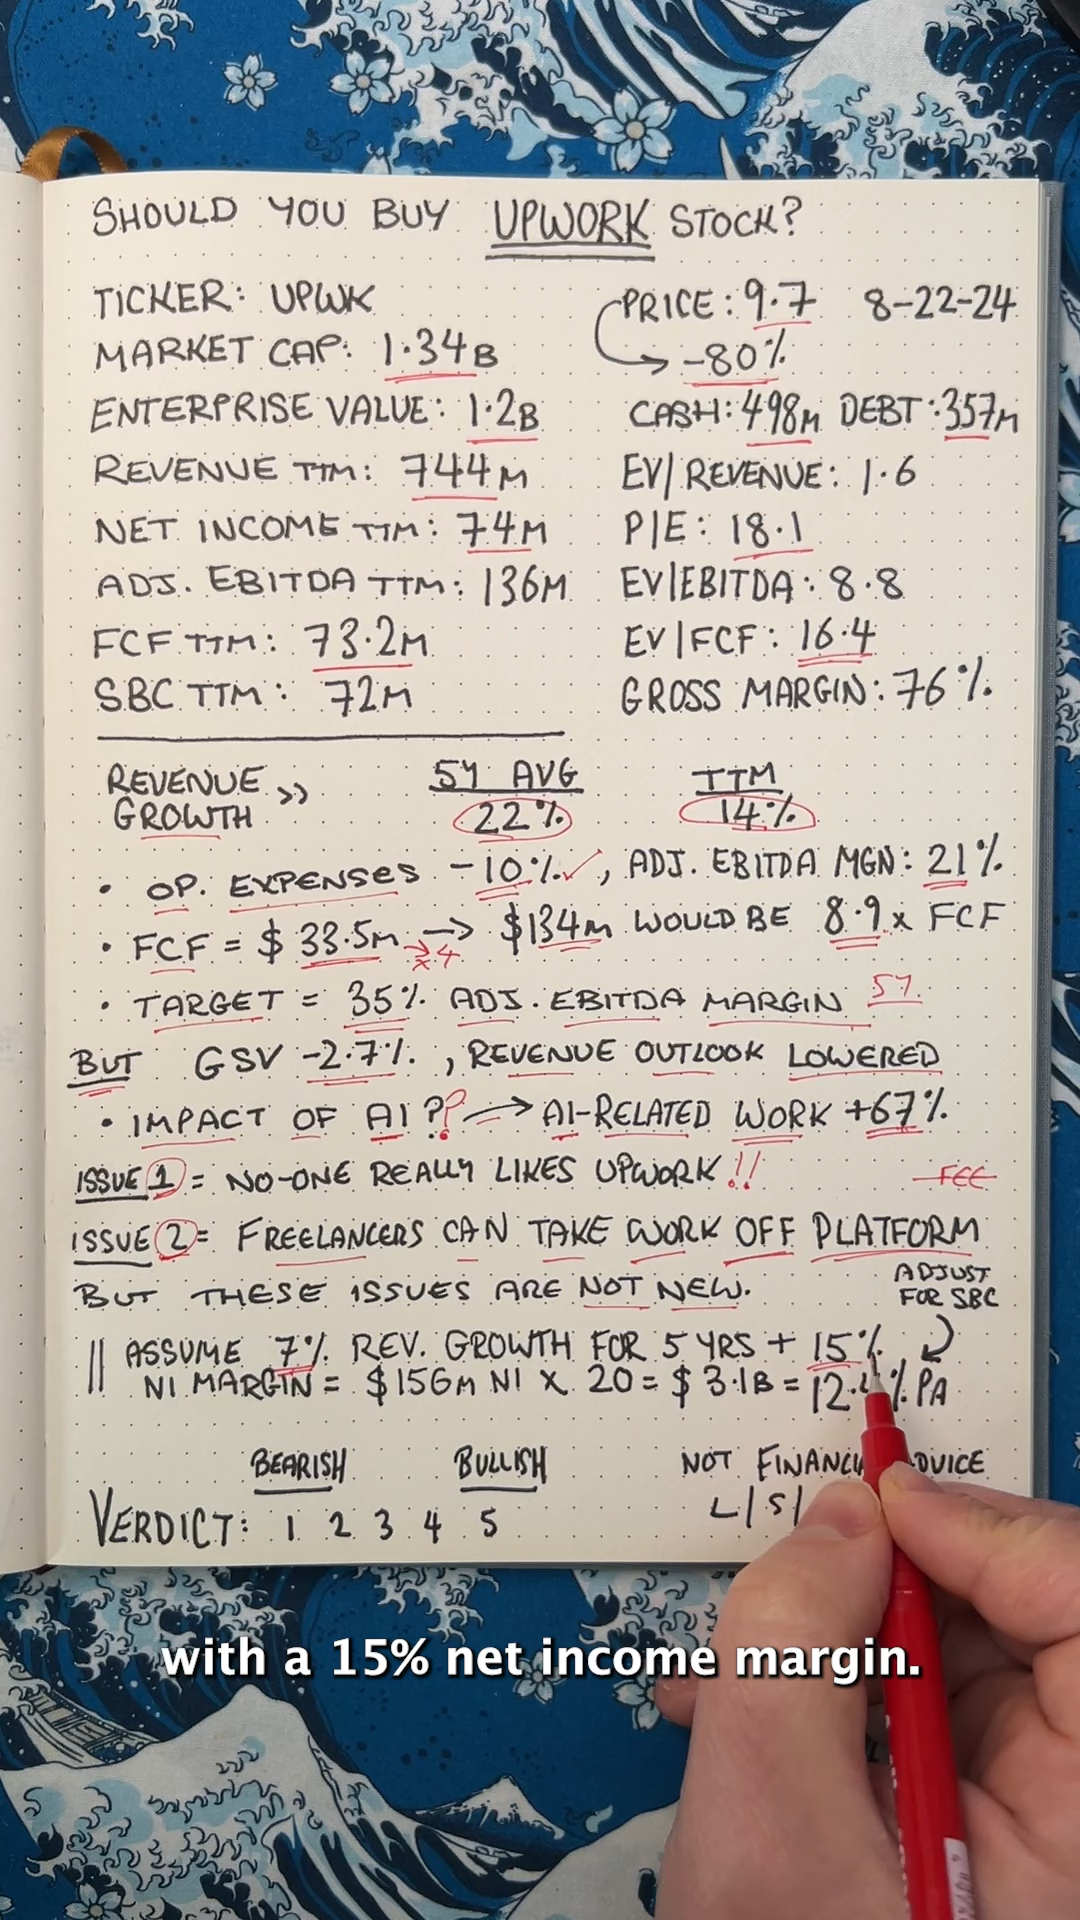 SHOULD YOU BUY UPWORK STOCK?
TICKER: UPWK
PRICE: 9.7 8-22-24
MARKET CAP: 1.34B
-80%
ENTERPRISE VALUE: 1.2B
CASH: 498M DEBT: 357M
REVENUE TTM: 744M
EV/REVENUE: 1.6
NET INCOME TTM: 74M
P/E: 18.1
ADJ. EBITDA TTM: 136M
EV/EBITDA: 8.8
FCF TTM: 73.2M
EV/FCF: 16.4
SBC TTM: 72M
GROSS MARGIN: 76%
REVENUE GROWTH >>
5Y AVG
TTM
22%
14%
• OP. EXPENSES -10% ✓, ADJ. EBITDA MGN: 21%
• FCF = $33.5M → $134M WOULD BE 8.9x FCF
x4
• TARGET = 35% ADJ. EBITDA MARGIN 5Y
BUT GSV -2.7%, REVENUE OUTLOOK LOWERED
• IMPACT OF AI?? → AI-RELATED WORK +67%
ISSUE 1 = NO-ONE REALLY LIKES UPWORK!!
FEE
ISSUE 2 = FREELANCERS CAN TAKE WORK OFF PLATFORM
BUT THESE ISSUES ARE NOT NEW.
ADJUST
FOR SBC
ASSUME 7% REV. GROWTH FOR 5 YRS + 15%
NI MARGIN = $156M NI X 20 = $3.1B = PA
BEARISH BULLISH
NOT
VERDICT: 1 2 3 4 5
L/S/
with a 15% net income margin.